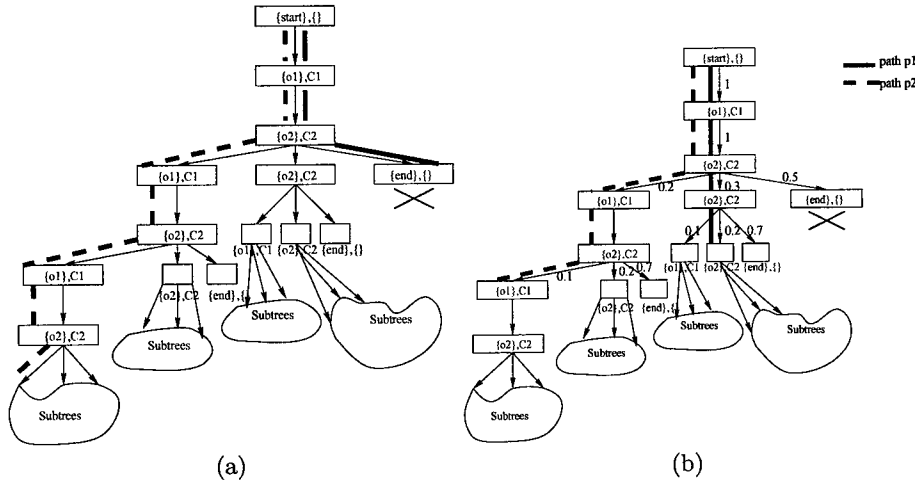 {start},{}
{o1},C1
{o2},C2
{o1},C1
{o2},C2
{end},{}
{o2},C2
{o1},C1
{o2},C2
{end},{}
{o1},C1
{o2},C2
{end},{}
{o2},C2
Subtrees
Subtrees
Subtrees
Subtrees
(a)
{start},{}
1
{o1},C1
1
{o2},C2
0.2
0.3
0.5
{o1},C1
{o2},C2
{end},{}
0.1
0.2
0.7
{o2},C2
{o1},C1
{o2},C2
{end},{}
0.1
0.2
0.7
{o1},C1
{o2},C2
{end},{}
{o2},C2
Subtrees
Subtrees
Subtrees
Subtrees
(b)
path p1
path p2